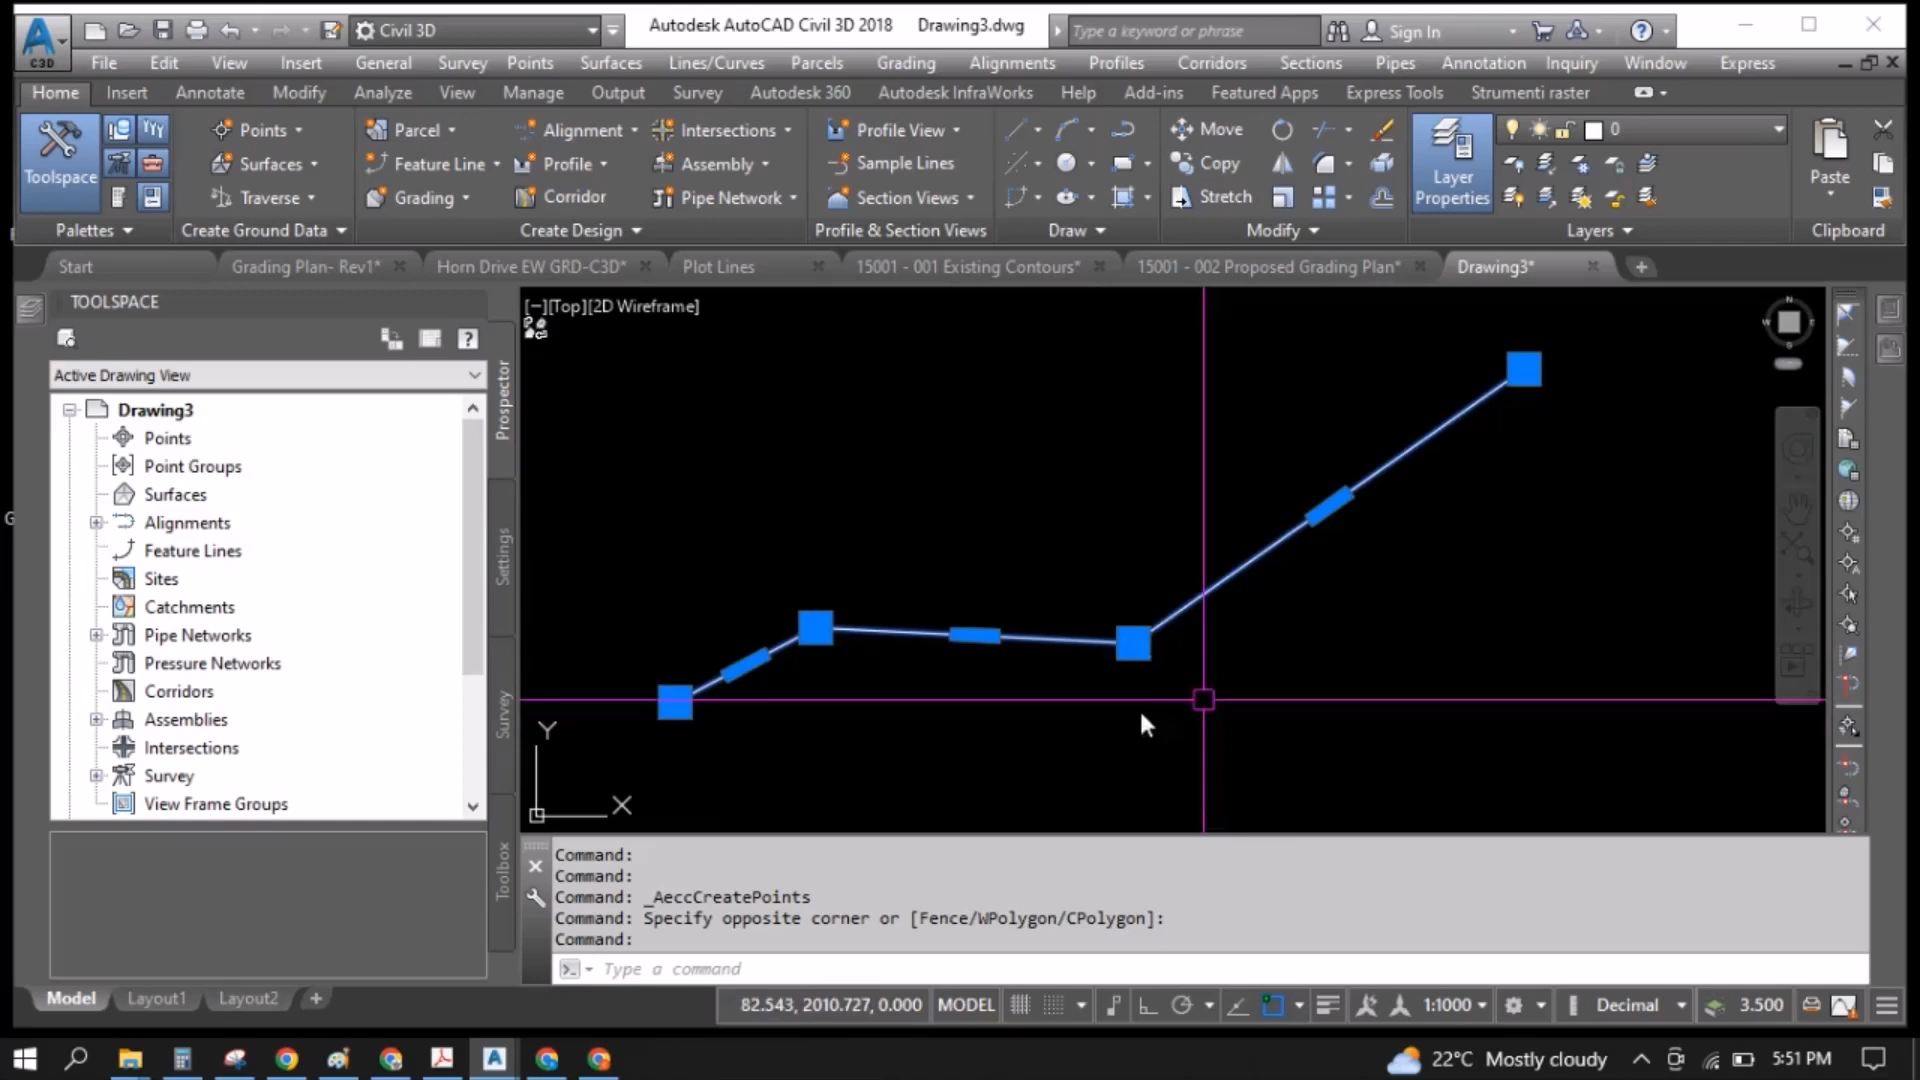 Civil 3D
Autodesk AutoCAD Civil 3D 2018 Drawing3.dwg
Type a keyword or phrase
Sign In
C3D
File Edit View Insert General Survey Points Surfaces Lines/Curves Parcels Grading Alignments Profiles Corridors Sections Pipes Annotation Inquiry Window Express
Home Insert Annotate Modify Analyze View Manage Output Survey Autodesk 360 Autodesk InfraWorks Help Add-ins Featured Apps Express Tools Strumenti raster
Points Parcel Alignment Intersections Profile View Move 0
Toolspace Surfaces Feature Line Profile Assembly Sample Lines Copy Layer Properties Paste
Traverse Grading Corridor Pipe Network Section Views Stretch
Palettes Create Ground Data Create Design Profile & Section Views Draw Modify Layers Clipboard
Start Grading Plan- Rev1* Horn Drive EW GRD-C3D* Plot Lines 15001 - 001 Existing Contours* 15001 - 002 Proposed Grading Plan* Drawing3*
TOOLSPACE
[−][Top][2D Wireframe]
Active Drawing View
Drawing3
Points
Point Groups
Surfaces
Alignments
Feature Lines
Sites
Catchments
Pipe Networks
Pressure Networks
Corridors
Assemblies
Intersections
Survey
View Frame Groups
Prospector
Settings
Survey
Toolbox
N
Y
X
Command:
Command:
Command: _AeccCreatePoints
Command: Specify opposite corner or [Fence/WPolygon/CPolygon]:
Command:
Type a command
Model Layout1 Layout2
82.543, 2010.727, 0.000 MODEL 1:1000 Decimal 3.500
22°C Mostly cloudy 5:51 PM